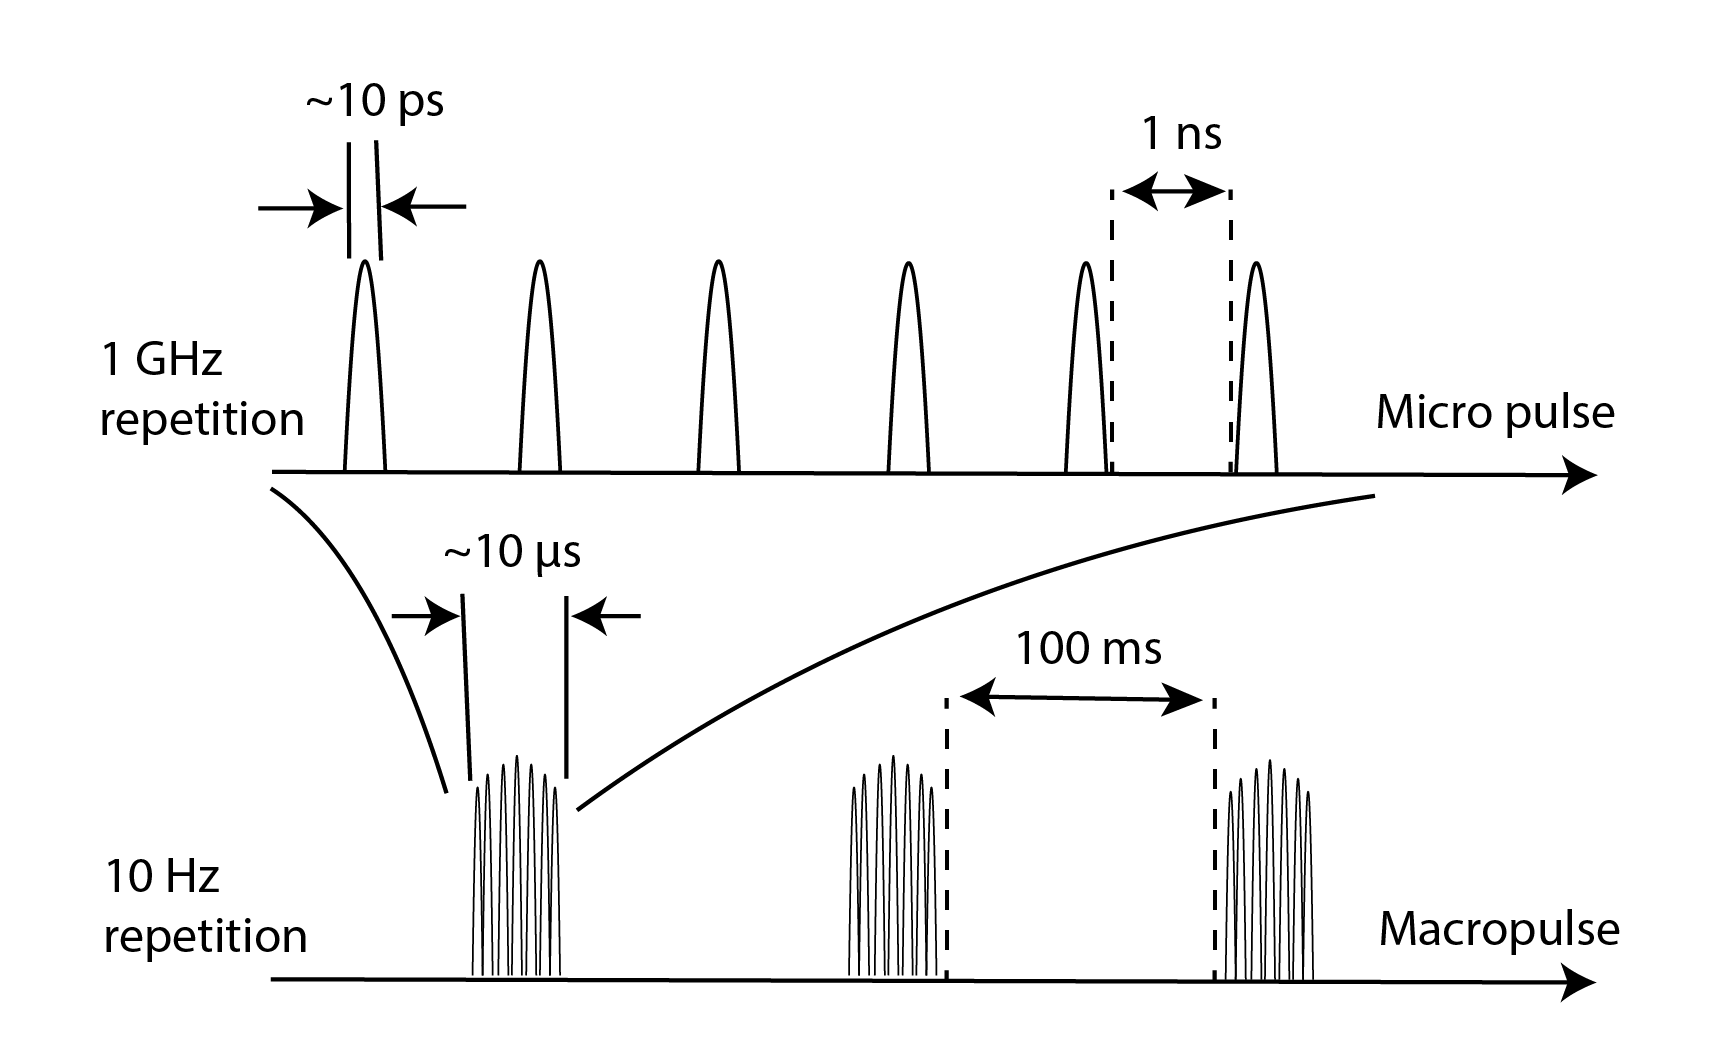 ~10 ps
1 ns
1 GHz
repetition
Micro pulse
~10 µs
100 ms
10 Hz
repetition
Macropulse